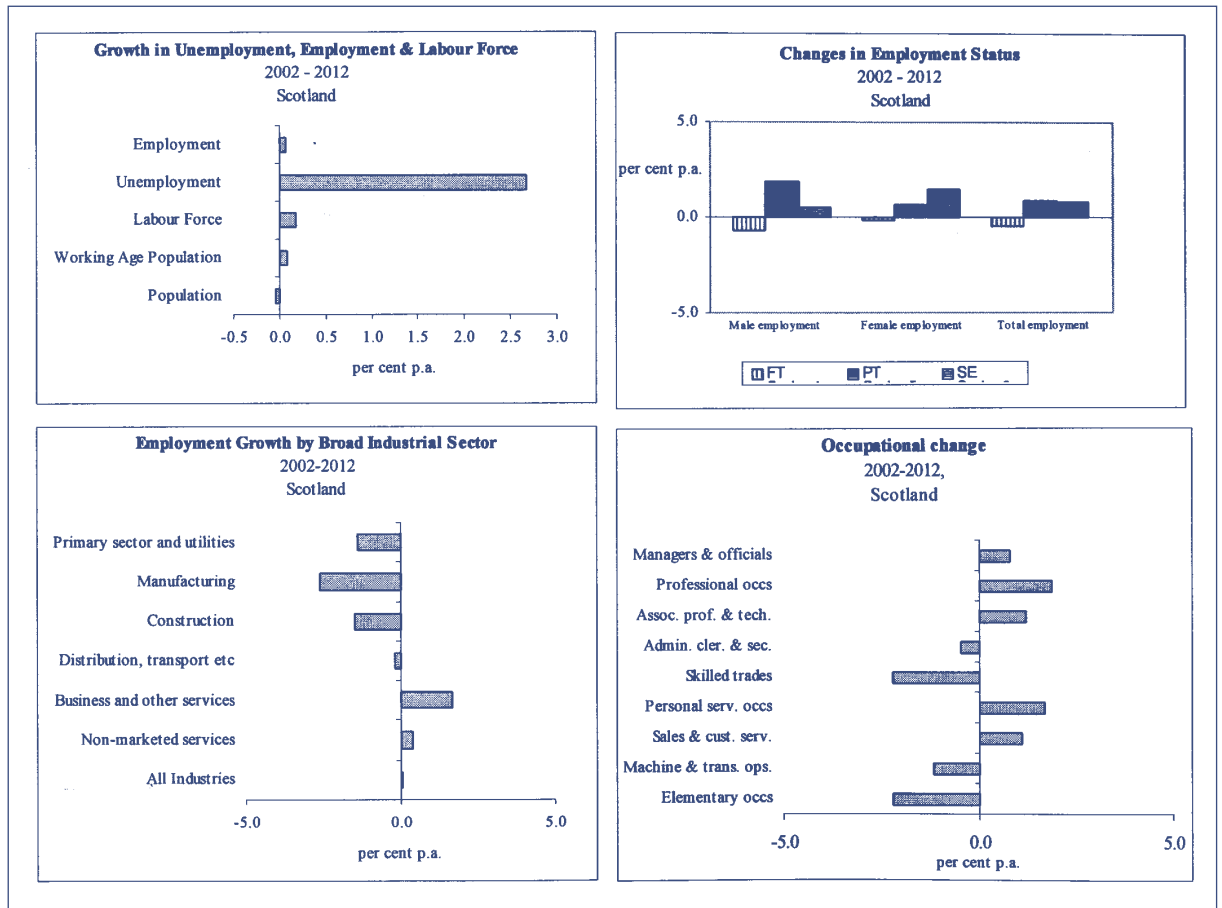 Growth in Unemployment, Employment & Labour Force
2002 - 2012
Scotland
Employment
Unemployment
Labour Force
Working Age Population
Population
-0.5 0.0 0.5 1.0 1.5 2.0 2.5 3.0
per cent p.a.
Changes in Employment Status
2002 - 2012
Scotland
5.0
per cent p.a.
0.0
-5.0
Male employment Female employment Total employment
FT PT SE
Employment Growth by Broad Industrial Sector
2002-2012
Scotland
Primary sector and utilities
Manufacturing
Construction
Distribution, transport etc
Business and other services
Non-marketed services
All Industries
-5.0 0.0 5.0
per cent p.a.
Occupational change
2002-2012,
Scotland
Managers & officials
Professional occs
Assoc. prof. & tech.
Admin. cler. & sec.
Skilled trades
Personal serv. occs
Sales & cust. serv.
Machine & trans. ops.
Elementary occs
-5.0 0.0 5.0
per cent p.a.